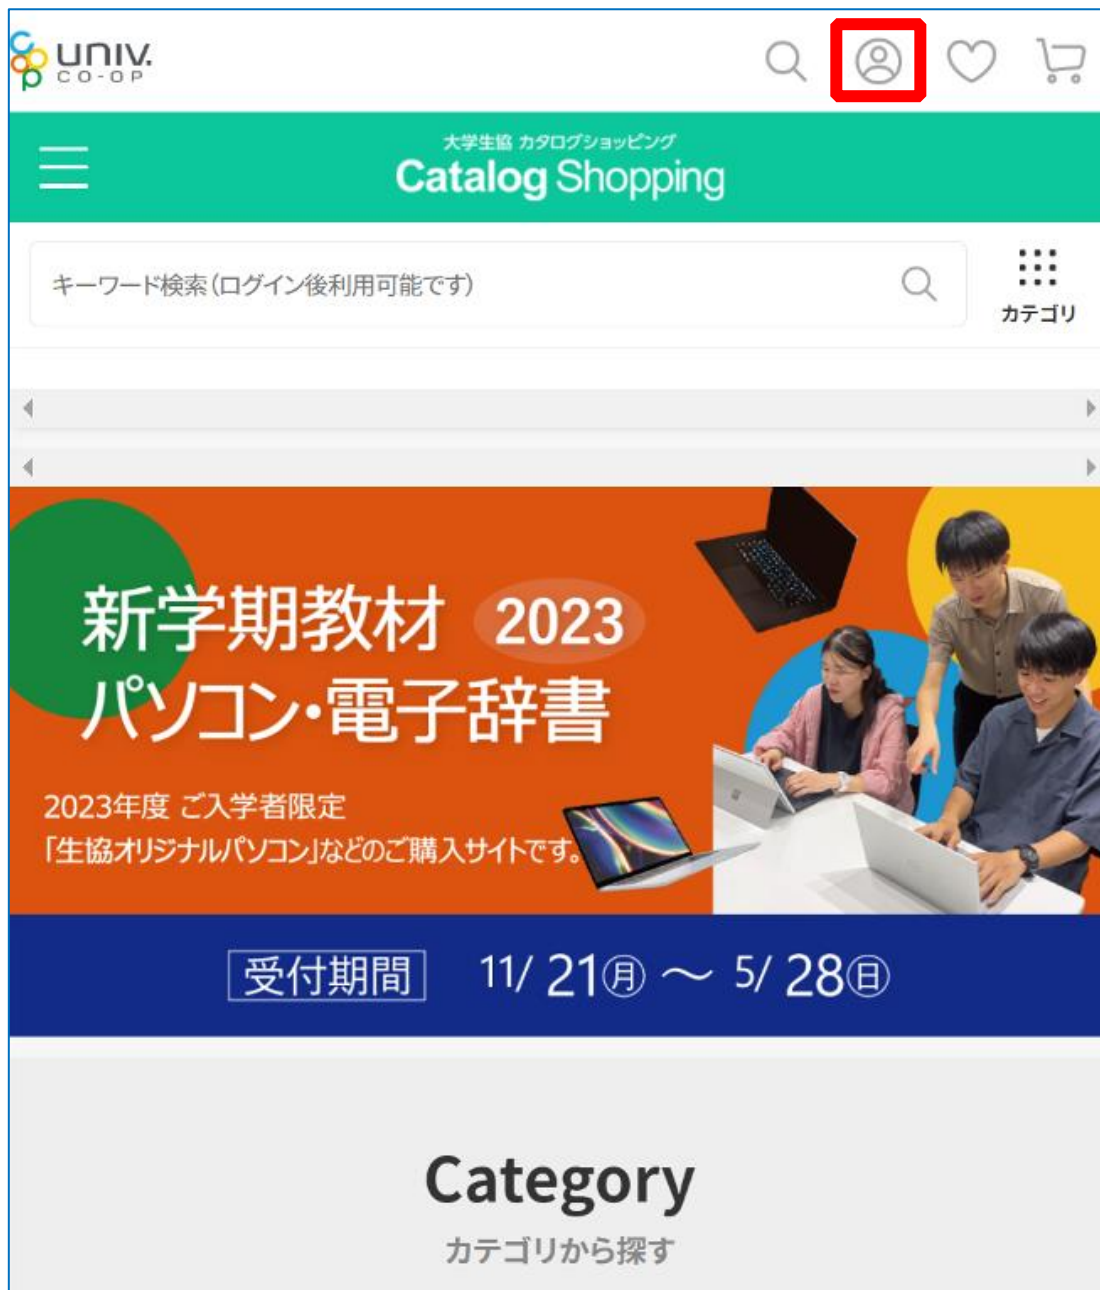 UNIV.
CO-OP
大学生協 カタログショッピング
Catalog Shopping
キーワード検索(ログイン後利用可能です)
カテゴリ
新学期教材 2023
パソコン・電子辞書
2023年度 ご入学者限定
「生協オリジナルパソコン」などのご購入サイトです。
受付期間 11/ 21㊊ ～ 5/ 28㊐
Category
カテゴリから探す